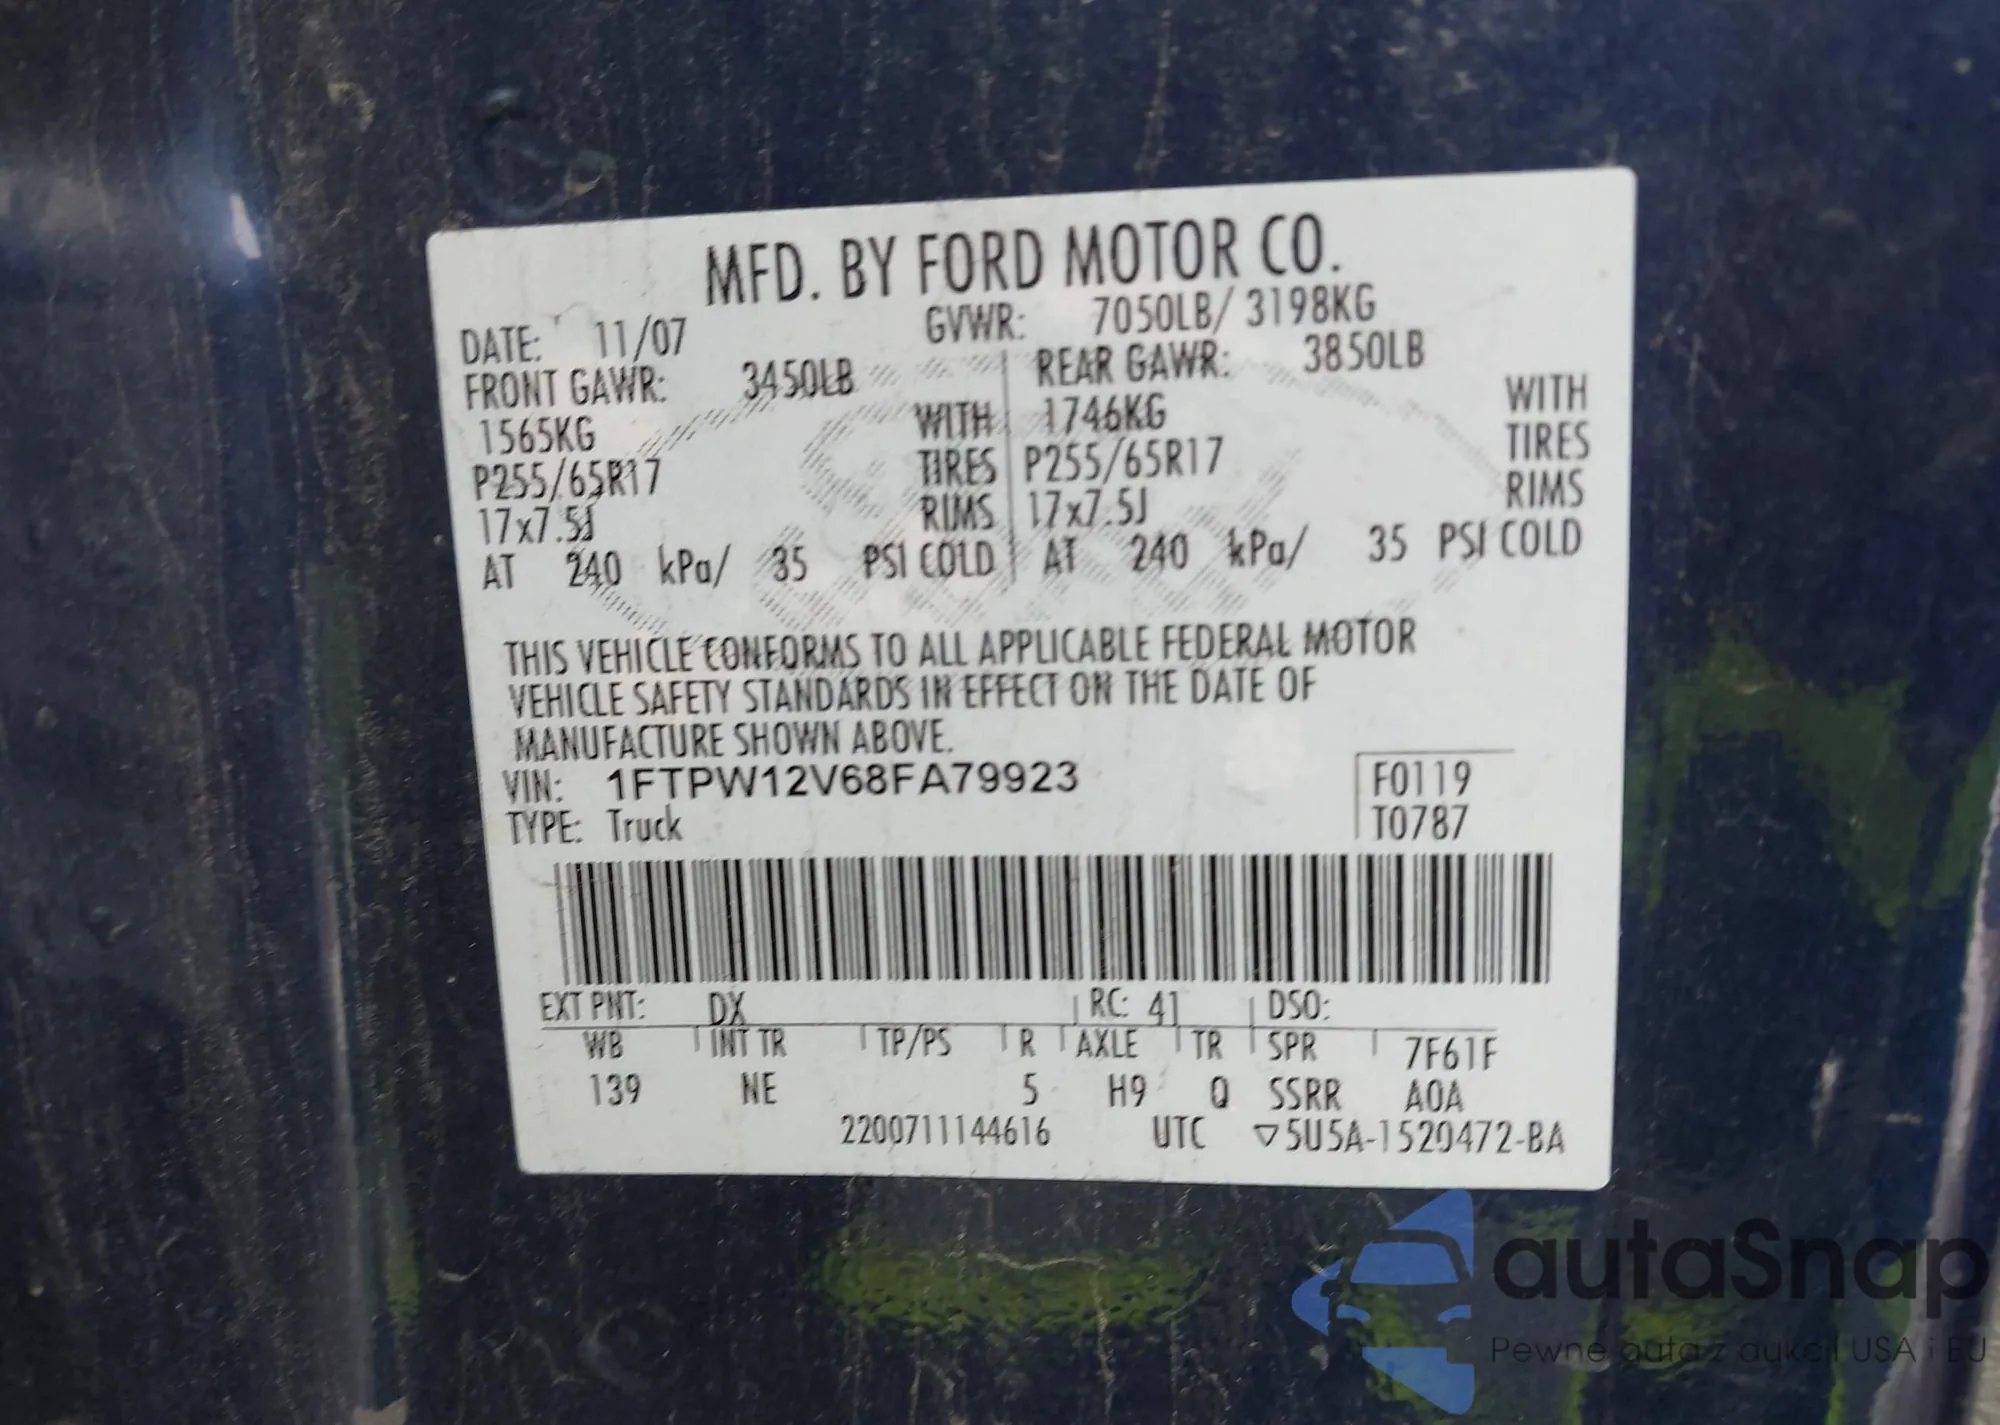 MFD. BY FORD MOTOR CO.
DATE: 11/07 GVWR: 7050LB/ 3198KG
FRONT GAWR: 3450LB REAR GAWR: 3850LB
1565KG WITH 1746KG WITH
P255/65R17 TIRES P255/65R17 TIRES
17x7.5J RIMS 17x7.5J RIMS
AT 240 kPa/ 35 PSI COLD AT 240 kPa/ 35 PSI COLD
THIS VEHICLE CONFORMS TO ALL APPLICABLE FEDERAL MOTOR
VEHICLE SAFETY STANDARDS IN EFFECT ON THE DATE OF
MANUFACTURE SHOWN ABOVE.
VIN: 1FTPW12V68FA79923 F0119
TYPE: Truck T0787
EXT PNT: DX RC: 41 DSO:
WB INT TR TP/PS R AXLE TR SPR 7F61F
139 NE 5 H9 Q SSRR A0A
2200711144616 UTC ▽5U5A-1520472-BA
autaSnap
Pewne auta z aukcji USA i EU